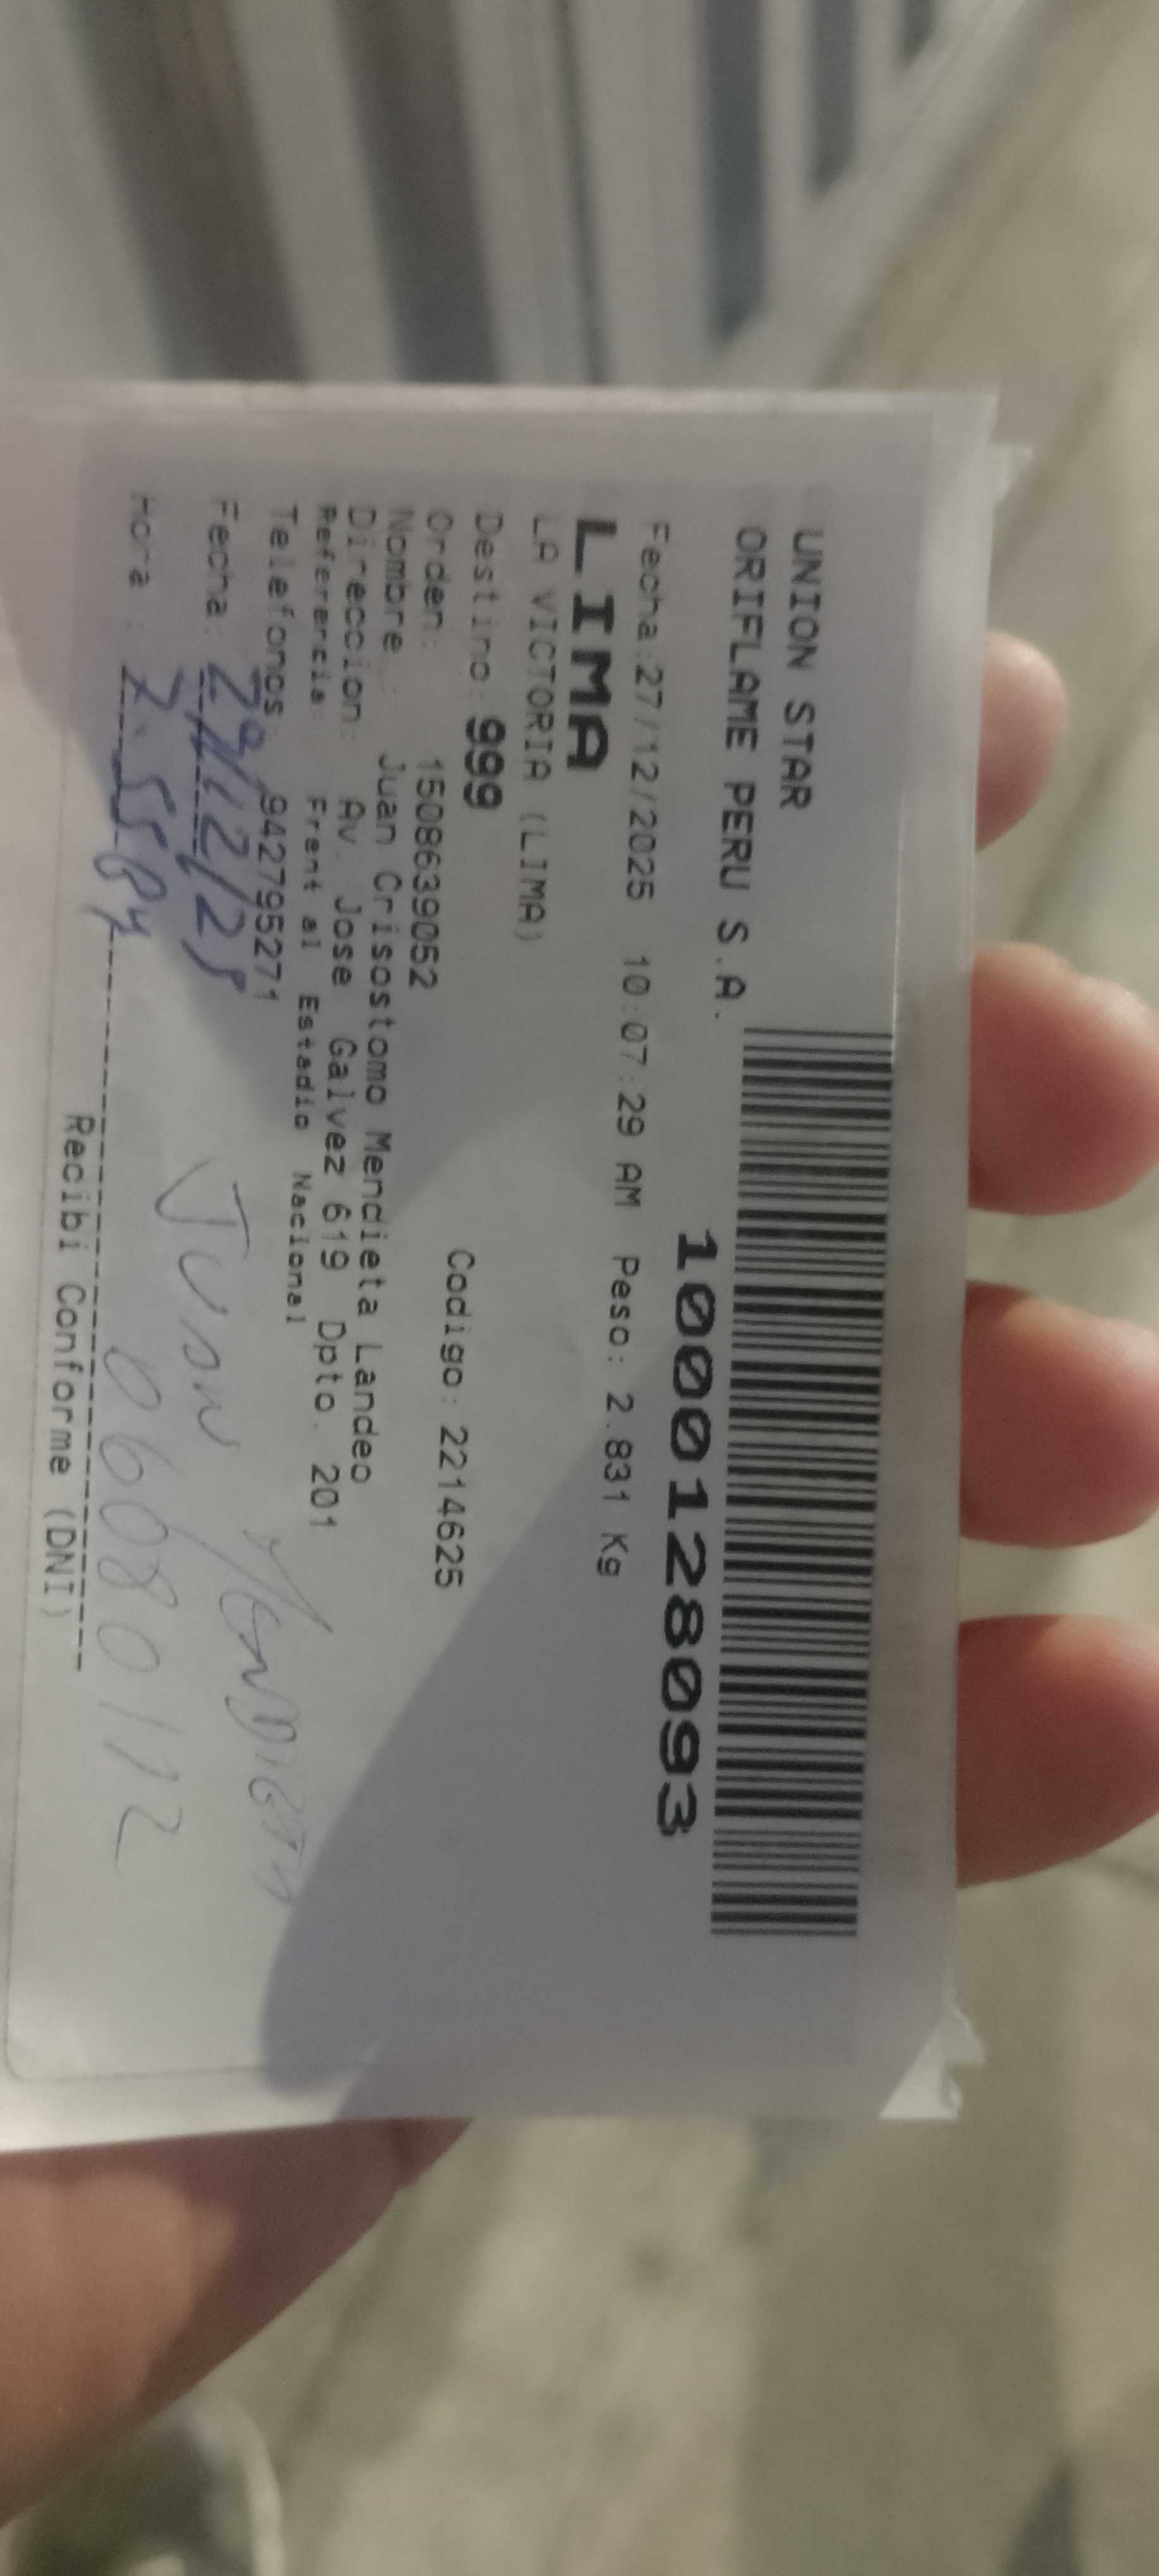 UNION STAR
ORIFLAME PERU S.A.
1000128093
Fecha:27/12/2025 10:07:29 AM Peso: 2.831 Kg
LIMA
LA VICTORIA (LIMA)
Destino: 999
Orden: 1508639052 Codigo: 2214625
Nombre : Juan Crisostomo Mendieta Landeo
Direccion: Av. Jose Galvez 619 Dpto. 201
Referencia: Frent al Estadio Nacional
Telefonos: 942795271
Fecha: 29/12/25
Juan Mendieta
Hora : 7:55 PM
06080112
Recibi Conforme (DNI)